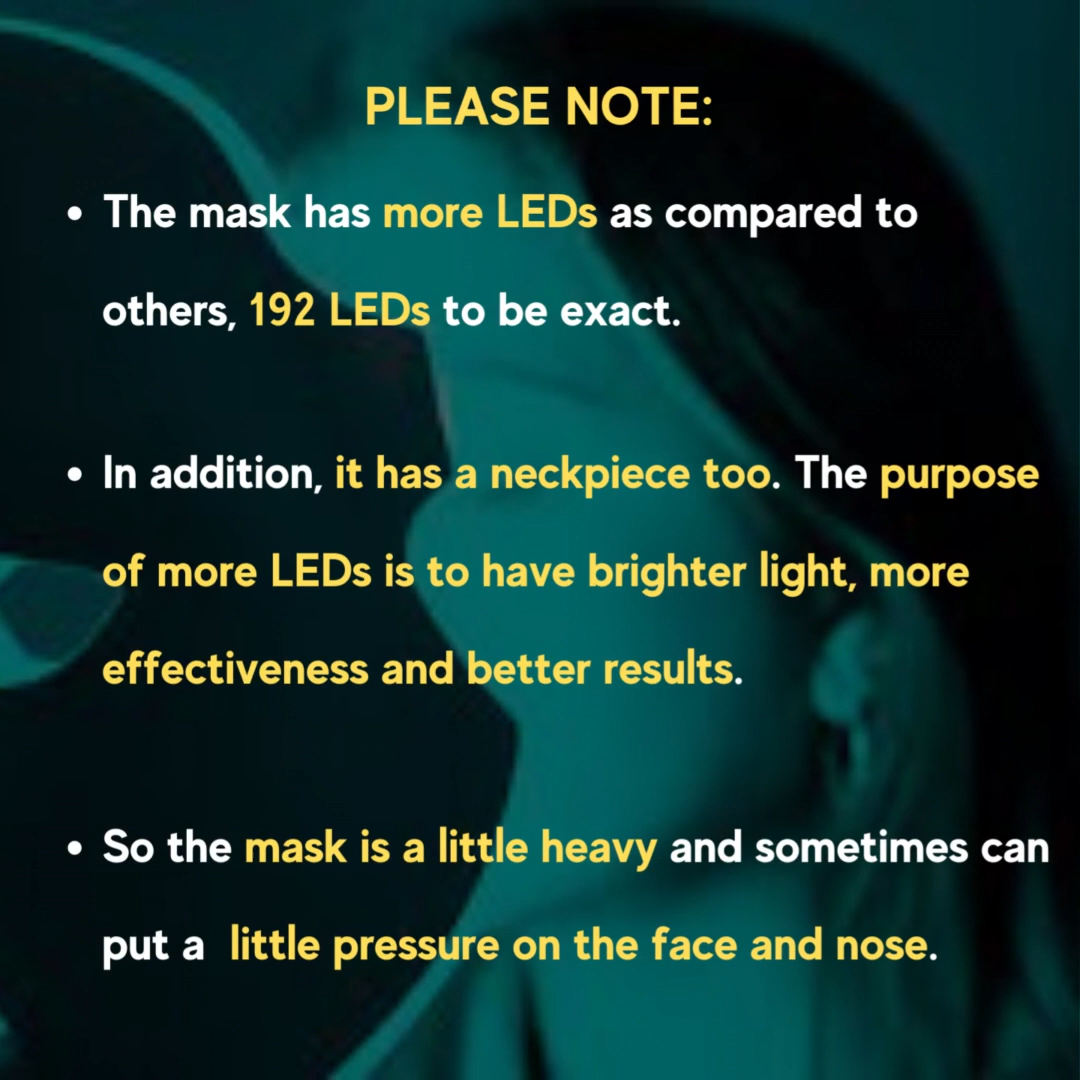 PLEASE NOTE:
• The mask has more LEDs as compared to
others, 192 LEDs to be exact.
• In addition, it has a neckpiece too. The purpose
of more LEDs is to have brighter light, more
effectiveness and better results.
• So the mask is a little heavy and sometimes can
put a little pressure on the face and nose.